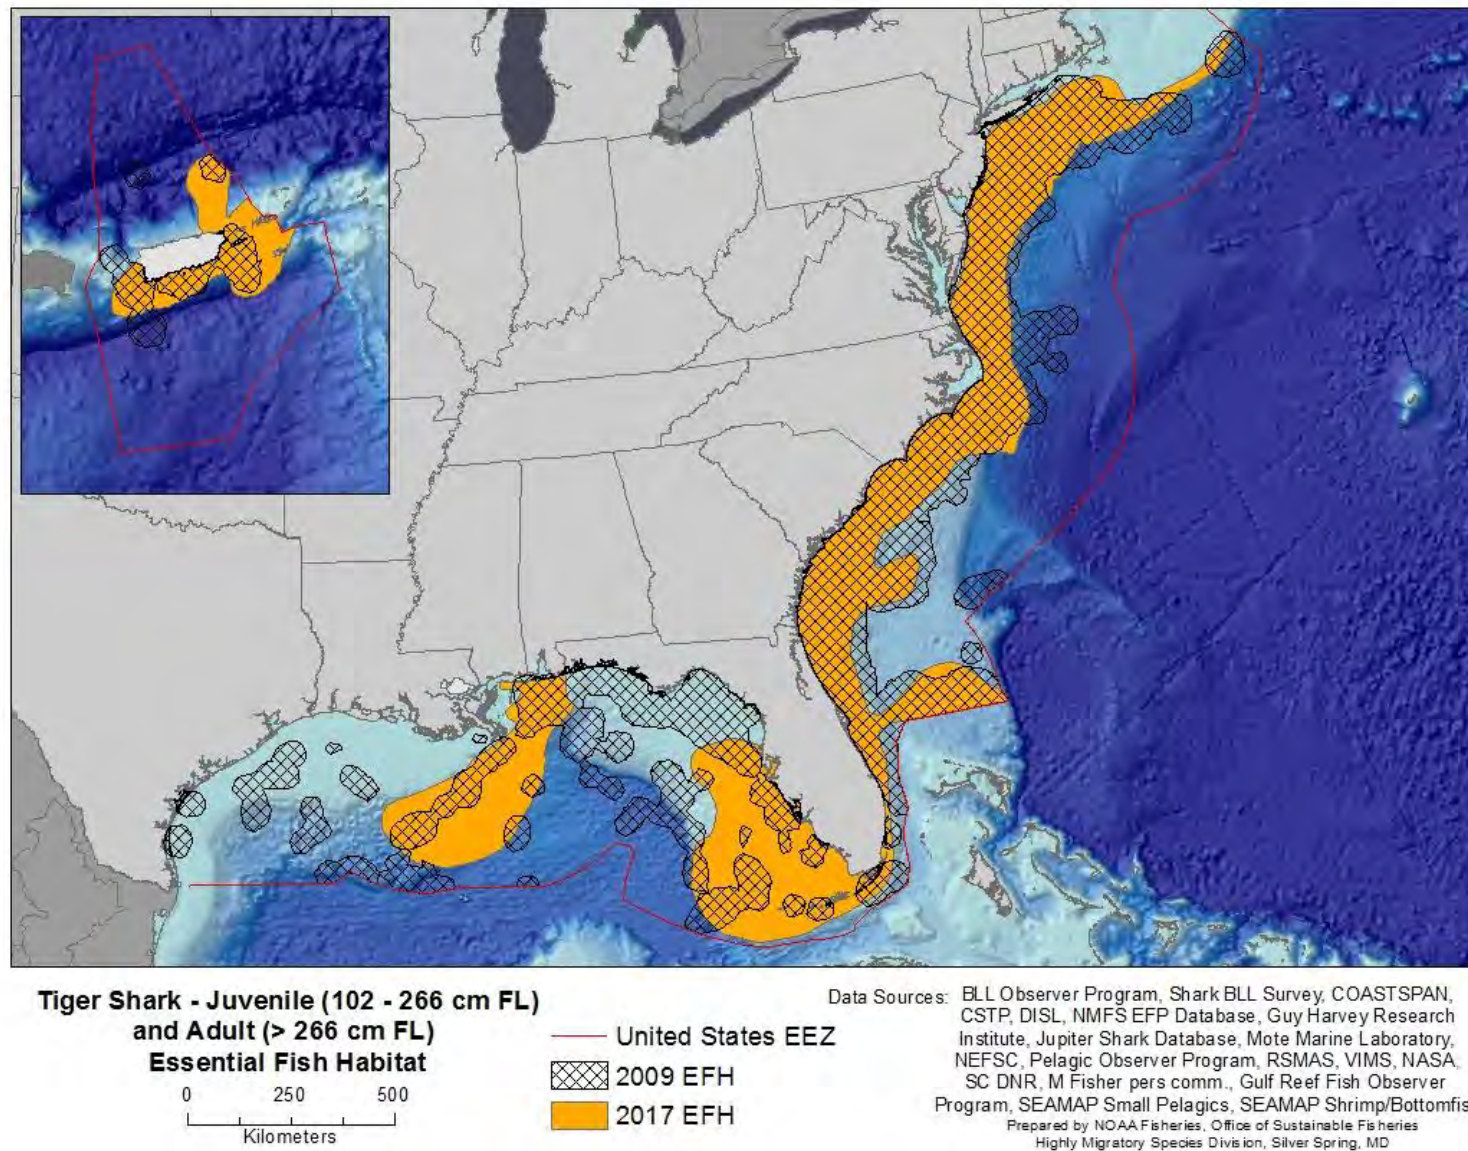 Tiger Shark - Juvenile (102 - 266 cm FL)
and Adult (> 266 cm FL)
Essential Fish Habitat
0 250 500
Kilometers
United States EEZ
2009 EFH
2017 EFH
Data Sources: BLL Observer Program, Shark BLL Survey, COASTSPAN,
CSTP, DISL, NMFS EFP Database, Guy Harvey Research
Institute, Jupiter Shark Database, Mote Marine Laboratory,
NEFSC, Pelagic Observer Program, RSMAS, VIMS, NASA,
SC DNR, M Fisher pers comm., Gulf Reef Fish Observer
Program, SEAMAP Small Pelagics, SEAMAP Shrimp/Bottomfis
Prepared by NOAA Fisheries, Office of Sustainable Fisheries
Highly Migratory Species Division, Silver Spring, MD